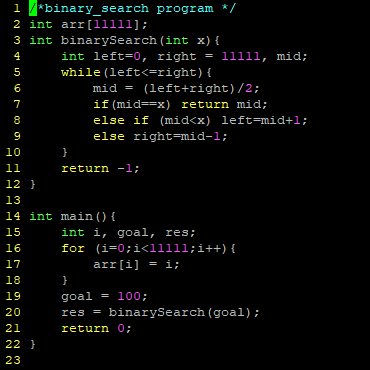 1 /*binary_search program */
2 int arr[11111];
3 int binarySearch(int x){
4     int left=0, right = 11111, mid;
5     while(left<=right){
6         mid = (left+right)/2;
7         if(mid==x) return mid;
8         else if (mid<x) left=mid+1;
9         else right=mid-1;
10     }
11     return -1;
12 }
13
14 int main(){
15     int i, goal, res;
16     for (i=0;i<11111;i++){
17         arr[i] = i;
18     }
19     goal = 100;
20     res = binarySearch(goal);
21     return 0;
22 }
23